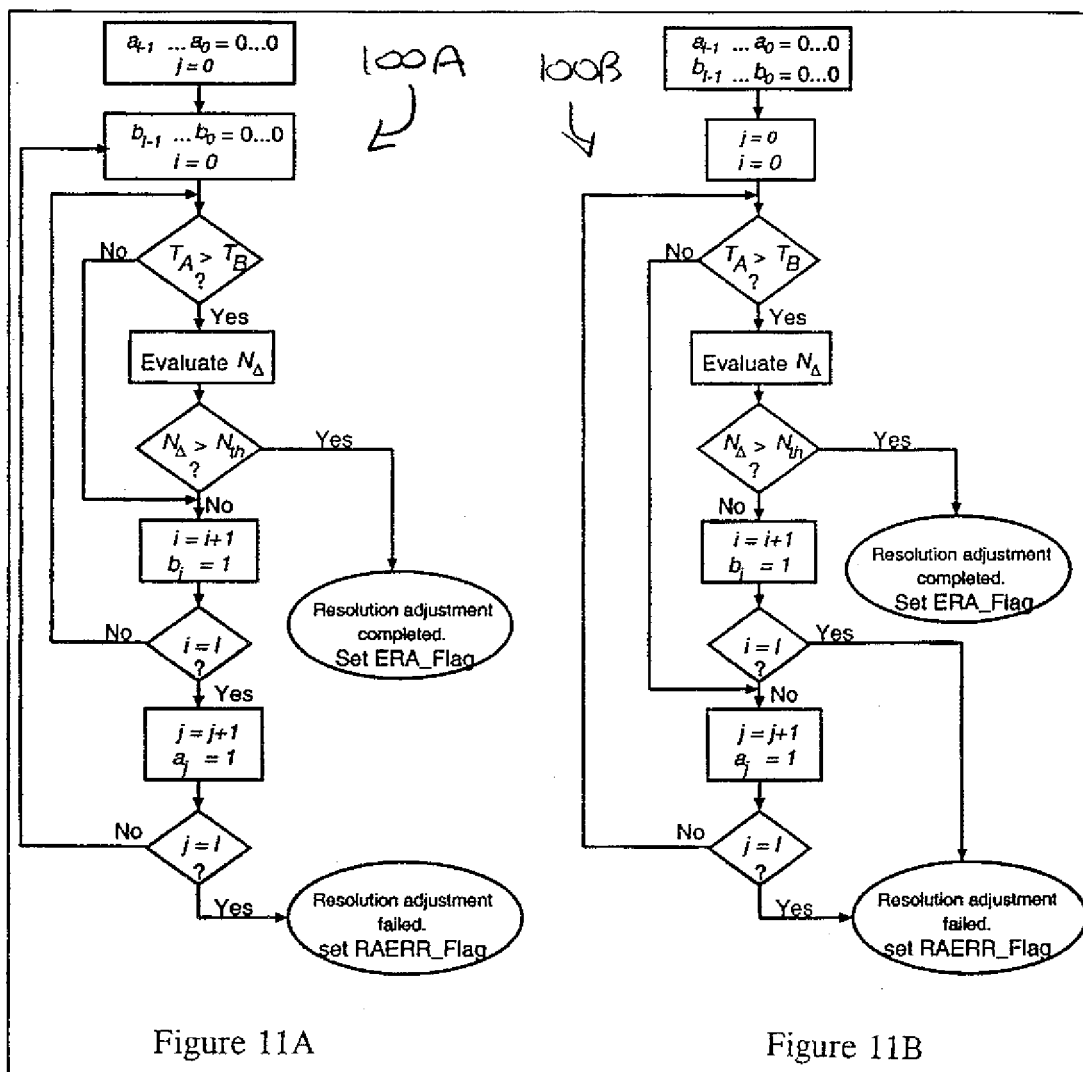 a_{l-1} ... a_0 = 0...0
j = 0
b_{l-1} ... b_0 = 0...0
i = 0
T_A > T_B
?
No
Yes
Evaluate N_Δ
N_Δ > N_th
?
Yes
No
i = i+1
b_j = 1
Resolution adjustment
completed.
Set ERA_Flag
i = l
?
No
Yes
j = j+1
a_j = 1
j = l
?
No
Yes
Resolution adjustment
failed.
set RAERR_Flag
Figure 11A
100A
100B
a_{l-1} ... a_0 = 0...0
b_{l-1} ... b_0 = 0...0
j = 0
i = 0
T_A > T_B
?
No
Yes
Evaluate N_Δ
N_Δ > N_th
?
Yes
No
i = i+1
b_j = 1
Resolution adjustment
completed.
Set ERA_Flag
i = l
?
Yes
No
j = j+1
a_j = 1
j = l
?
No
Yes
Resolution adjustment
failed.
set RAERR_Flag
Figure 11B